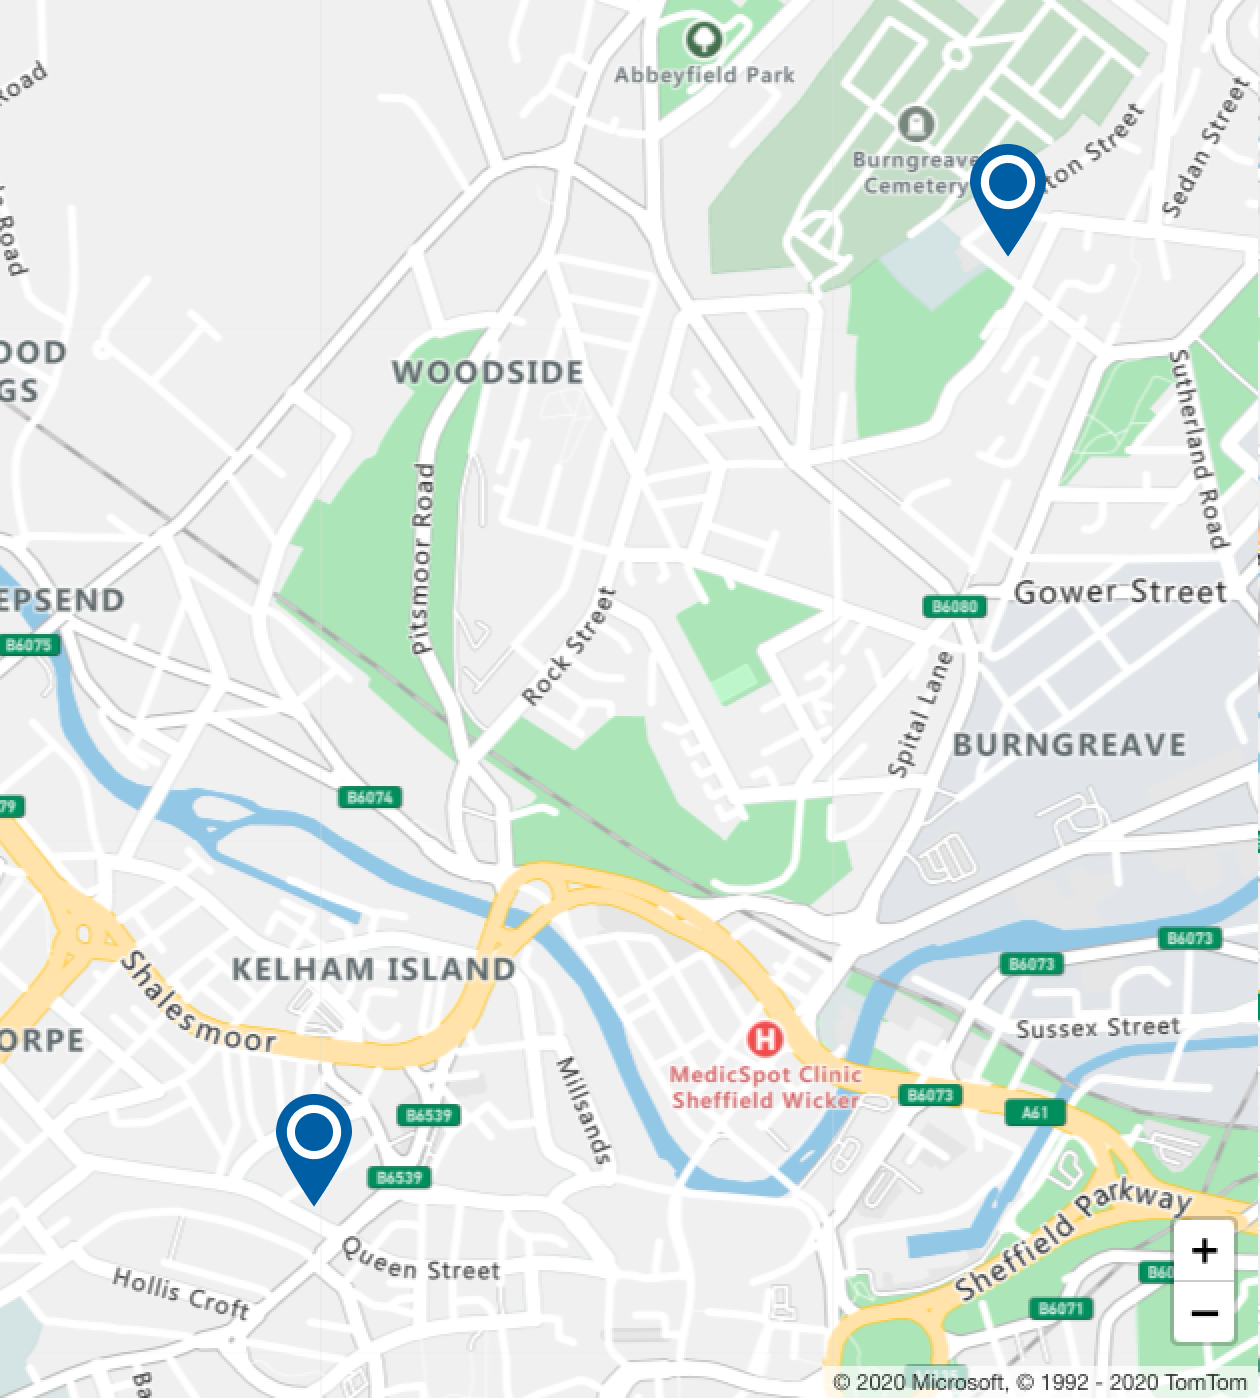 Abbeyfield Park
Road
Burngreave
Cemetery
ton Street
Sedan Street
Road
OOD
GS
WOODSIDE
Sutherland Road
Pitsmoor Road
EPSEND
B6075
Gower Street
B6080
Rock Street
Spital Lane
BURNGREAVE
79
B6074
B6073
B6073
KELHAM ISLAND
Shalesmoor
ORPE
Sussex Street
MedicSpot Clinic
Sheffield Wicker
Millsands
B6073
A61
B6539
B6539
Sheffield Parkway
Queen Street
Hollis Croft
B60
B6071
Ba
+
−
© 2020 Microsoft, © 1992 - 2020 TomTom